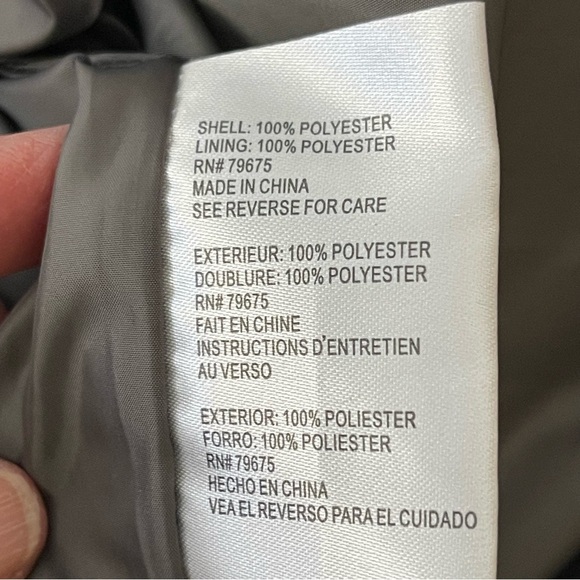 SHELL: 100% POLYESTER
LINING: 100% POLYESTER
RN# 79675
MADE IN CHINA
SEE REVERSE FOR CARE
EXTERIEUR: 100% POLYESTER
DOUBLURE: 100% POLYESTER
RN# 79675
FAIT EN CHINE
INSTRUCTIONS D'ENTRETIEN
AU VERSO
EXTERIOR: 100% POLIESTER
FORRO: 100% POLIESTER
RN# 79675
HECHO EN CHINA
VEA EL REVERSO PARA EL CUIDADO